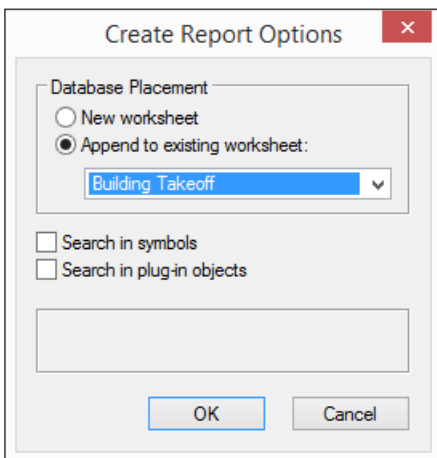 Create Report Options
Database Placement
New worksheet
Append to existing worksheet:
Building Takeoff
Search in symbols
Search in plug-in objects
OK
Cancel